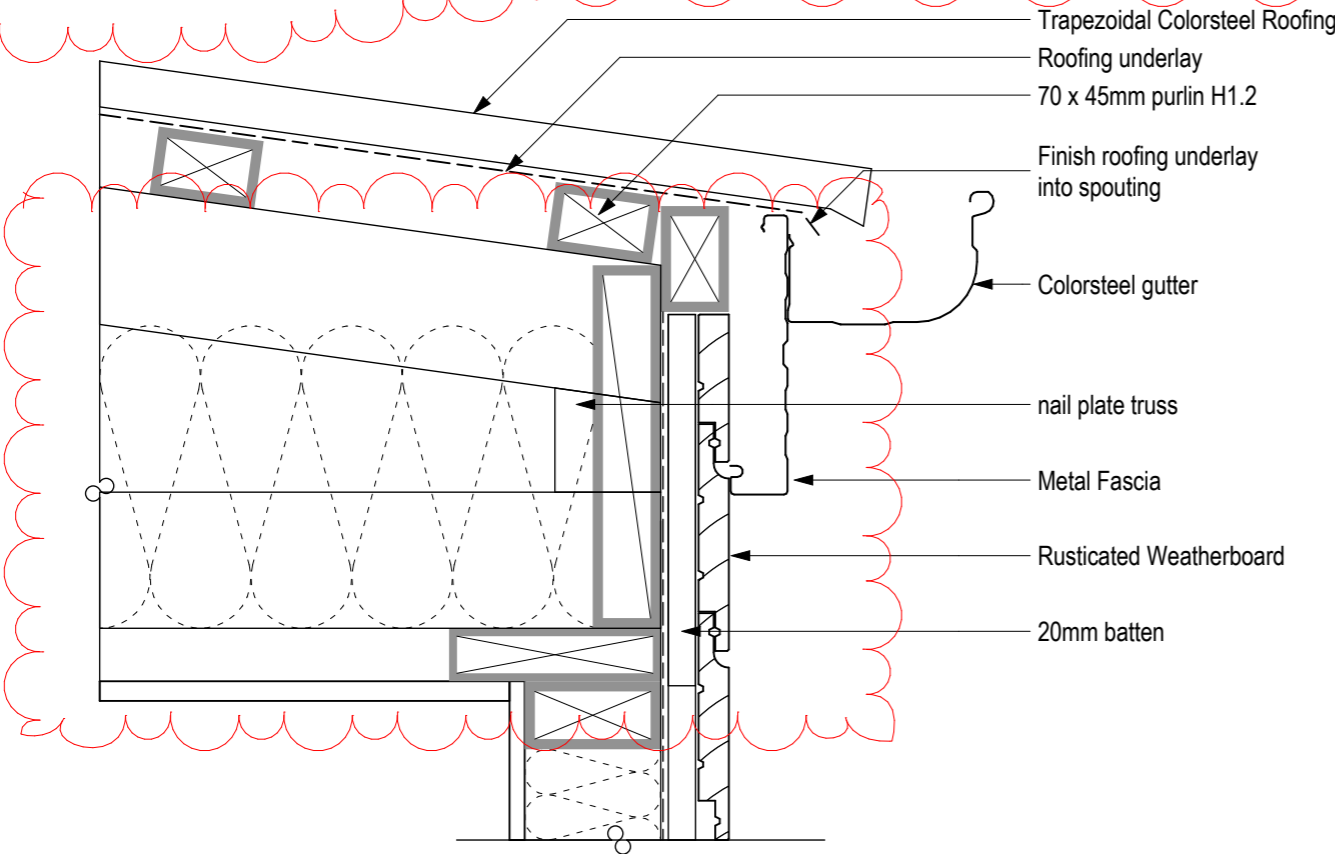 Trapezoidal Colorsteel Roofing
Roofing underlay
70 x 45mm purlin H1.2
Finish roofing underlay
into spouting
Colorsteel gutter
nail plate truss
Metal Fascia
Rusticated Weatherboard
20mm batten